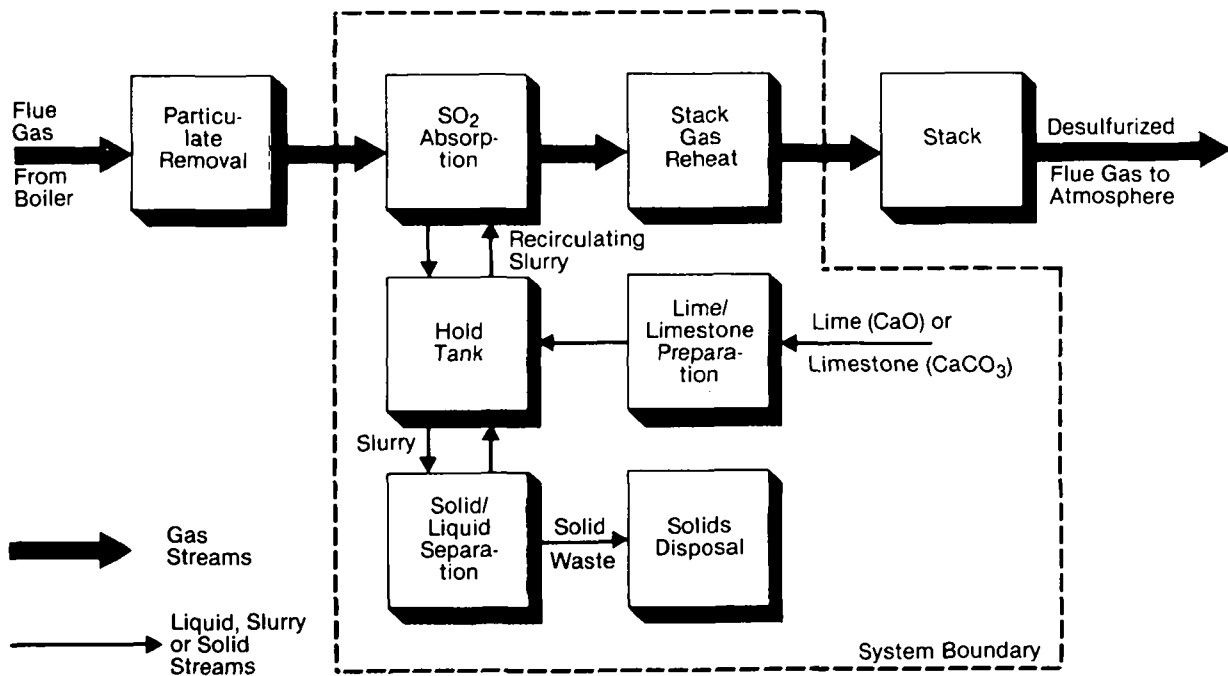 Flue
Gas
From
Boiler
Particu-
late
Removal
SO2
Absorp-
tion
Stack
Gas
Reheat
Stack
Desulfurized
Flue Gas to
Atmosphere
Recirculating
Slurry
Hold
Tank
Lime/
Limestone
Prepara-
tion
Lime (CaO) or
Limestone (CaCO3)
Slurry
Solid/
Liquid
Separa-
tion
Solid
Waste
Solids
Disposal
Gas
Streams
Liquid, Slurry
or Solid
Streams
System Boundary